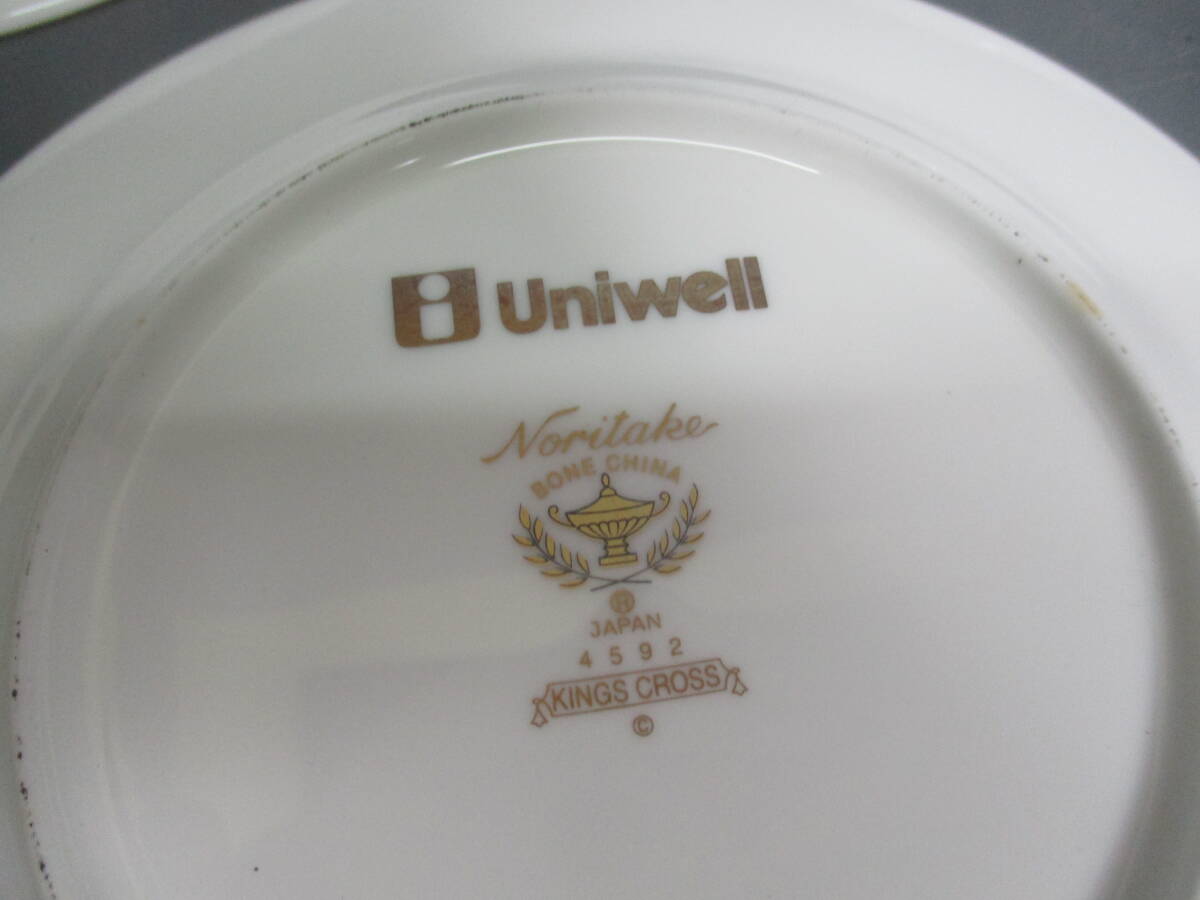 Uniwell
Noritake
BONE CHINA
JAPAN
4592
KINGS CROSS
©